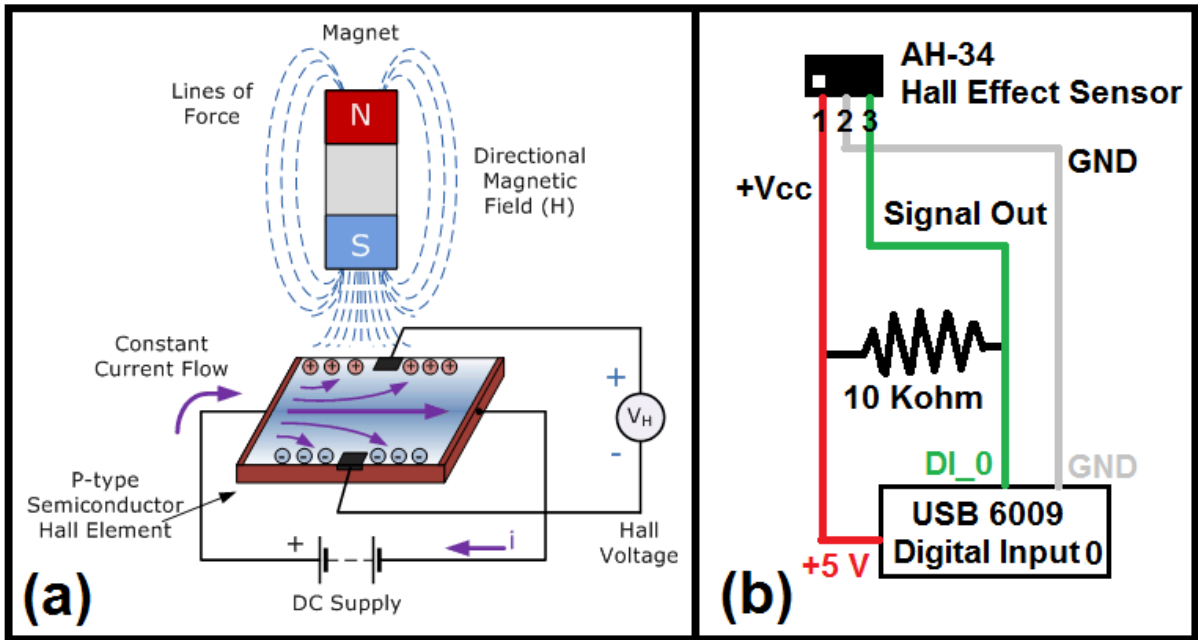 Magnet
Lines of
Force
N
S
Directional
Magnetic
Field (H)
Constant
Current Flow
+
VH
-
P-type
Semiconductor
Hall Element
+
i
Hall
Voltage
DC Supply
(a)
AH-34
Hall Effect Sensor
1 2 3
+Vcc
GND
Signal Out
10 Kohm
DI_0
GND
USB 6009
Digital Input 0
+5 V
(b)